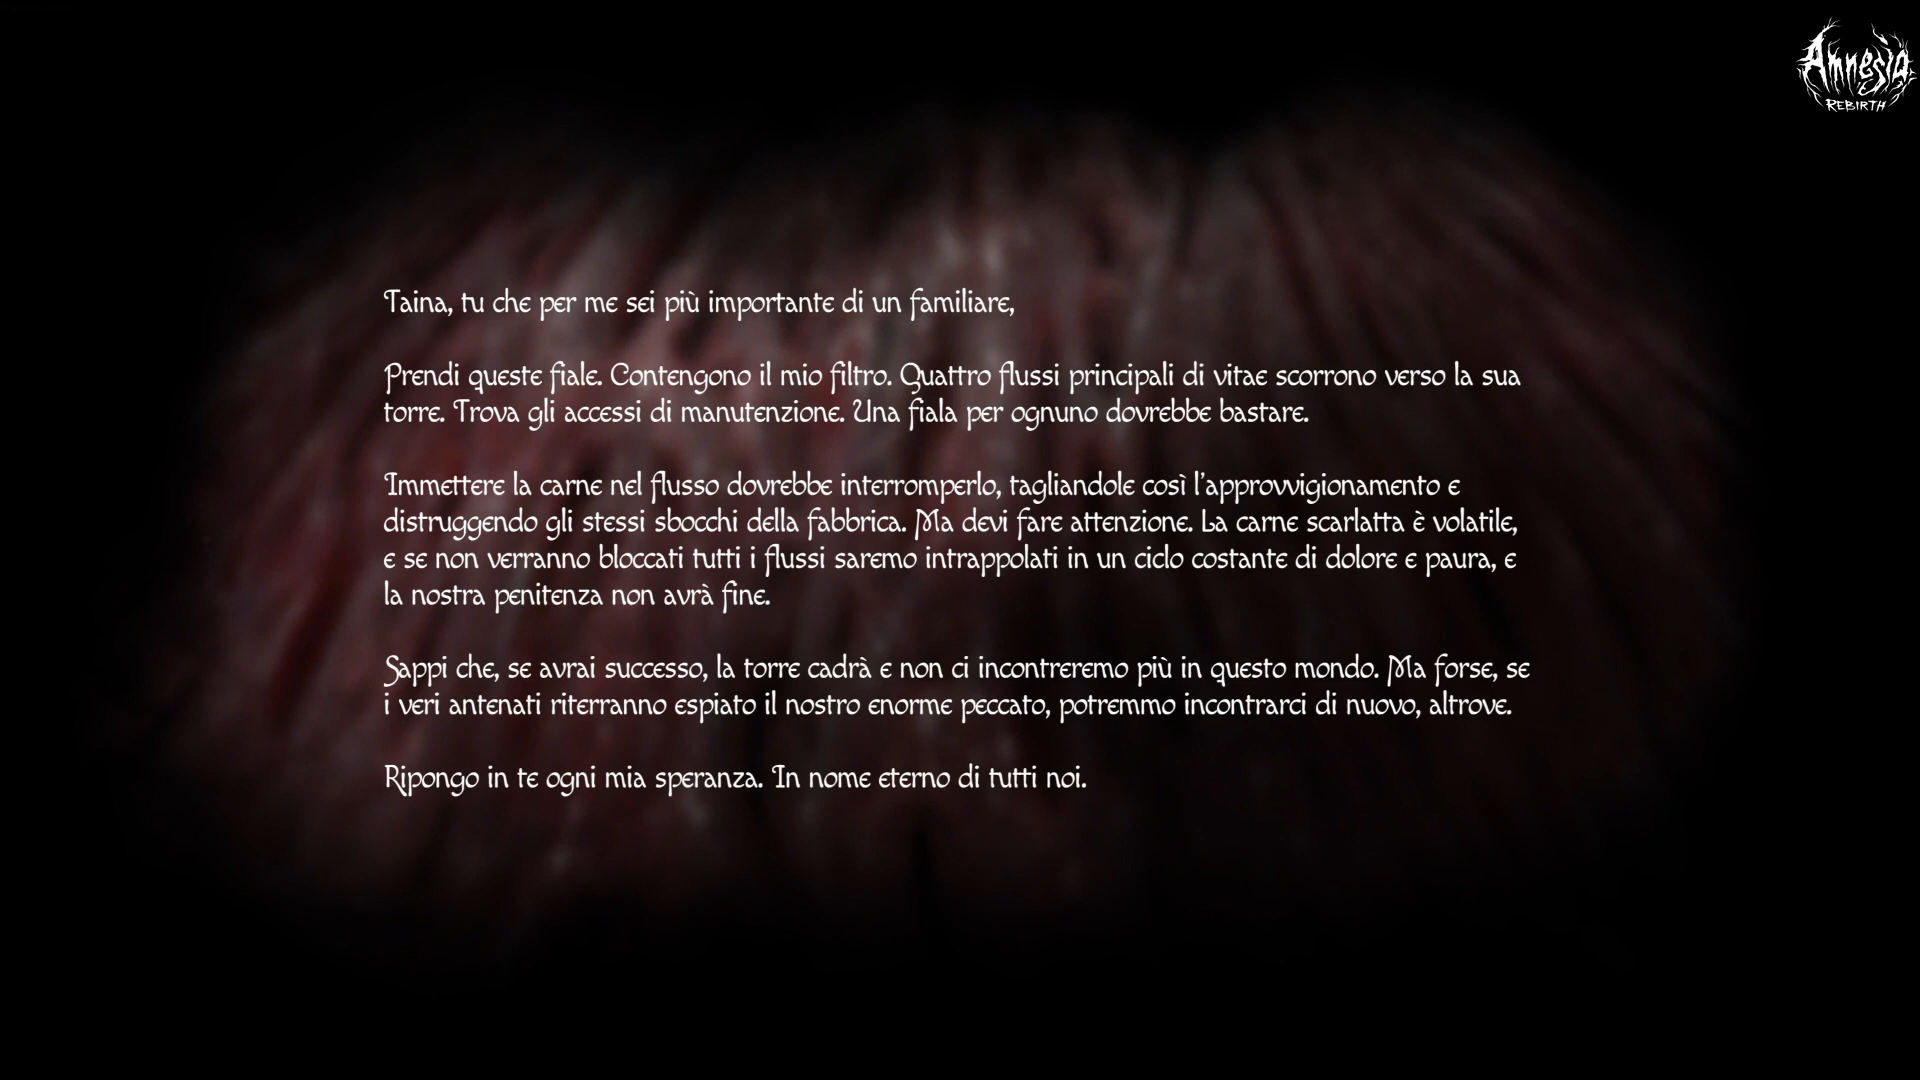 Amnesia
REBIRTH
Taina, tu che per me sei più importante di un familiare,
Prendi queste fiale. Contengono il mio filtro. Quattro flussi principali di vitae scorrono verso la sua
torre. Trova gli accessi di manutenzione. Una fiala per ognuno dovrebbe bastare.
Immettere la carne nel flusso dovrebbe interromperlo, tagliandole così l'approvvigionamento e
distruggendo gli stessi sbocchi della fabbrica. Ma devi fare attenzione. La carne scarlatta è volatile,
e se non verranno bloccati tutti i flussi saremo intrappolati in un ciclo costante di dolore e paura, e
la nostra penitenza non avrà fine.
Sappi che, se avrai successo, la torre cadrà e non ci incontreremo più in questo mondo. Ma forse, se
i veri antenati riterranno espiato il nostro enorme peccato, potremmo incontrarci di nuovo, altrove.
Ripongo in te ogni mia speranza. In nome eterno di tutti noi.